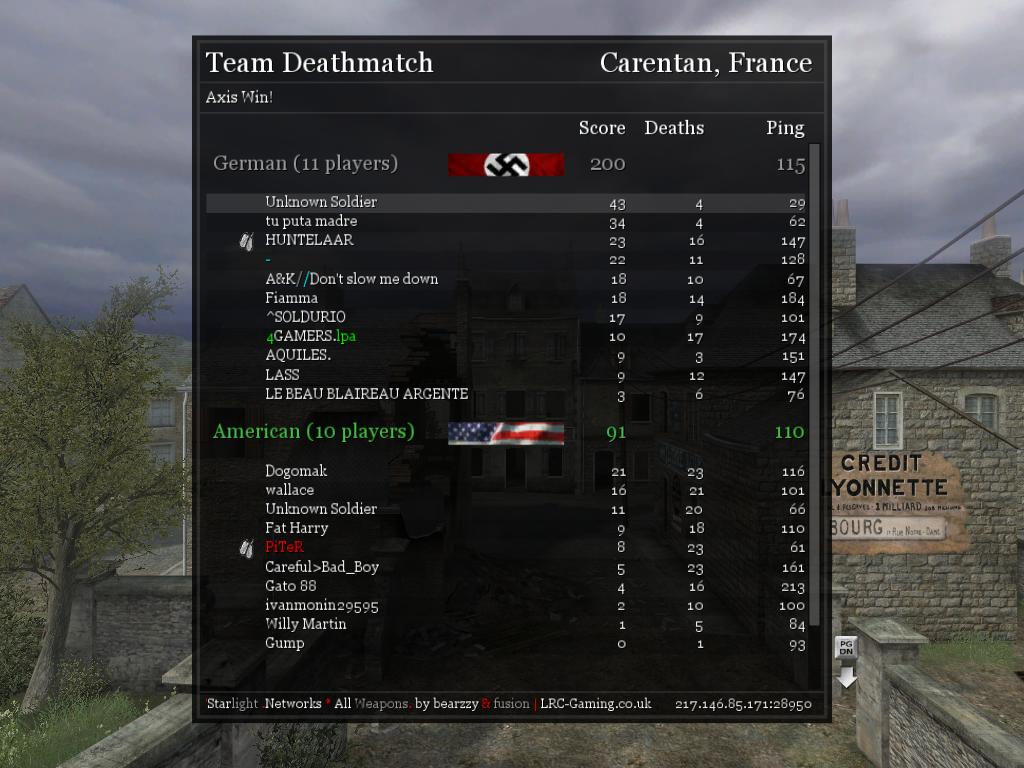 Team Deathmatch Carentan, France
Axis Win!
Score Deaths Ping
German (11 players) 200 115
Unknown Soldier 43 4 29
tu puta madre 34 4 62
HUNTELAAR 23 16 147
- 22 11 128
A&K//Don't slow me down 18 10 67
Fiamma 18 14 184
^SOLDURIO 17 9 101
4GAMERS.lpa 10 17 174
AQUILES. 9 3 151
LASS 9 12 147
LE BEAU BLAIREAU ARGENTE 3 6 76
American (10 players) 91 110
Dogomak 21 23 116
wallace 16 21 101
Unknown Soldier 11 20 66
Fat Harry 9 18 110
PiTeR 8 23 61
Careful>Bad_Boy 5 23 161
Gato 88 4 16 213
ivanmonin29595 2 10 100
Willy Martin 1 5 84
Gump 0 1 93
Starlight .Networks * All Weapons. by bearzzy & fusion | LRC-Gaming.co.uk 217.146.85.171:28950
CREDIT
LYONNETTE
1 MILLIARD
BOURG 11 Rue Notre-Dame
PG
DN